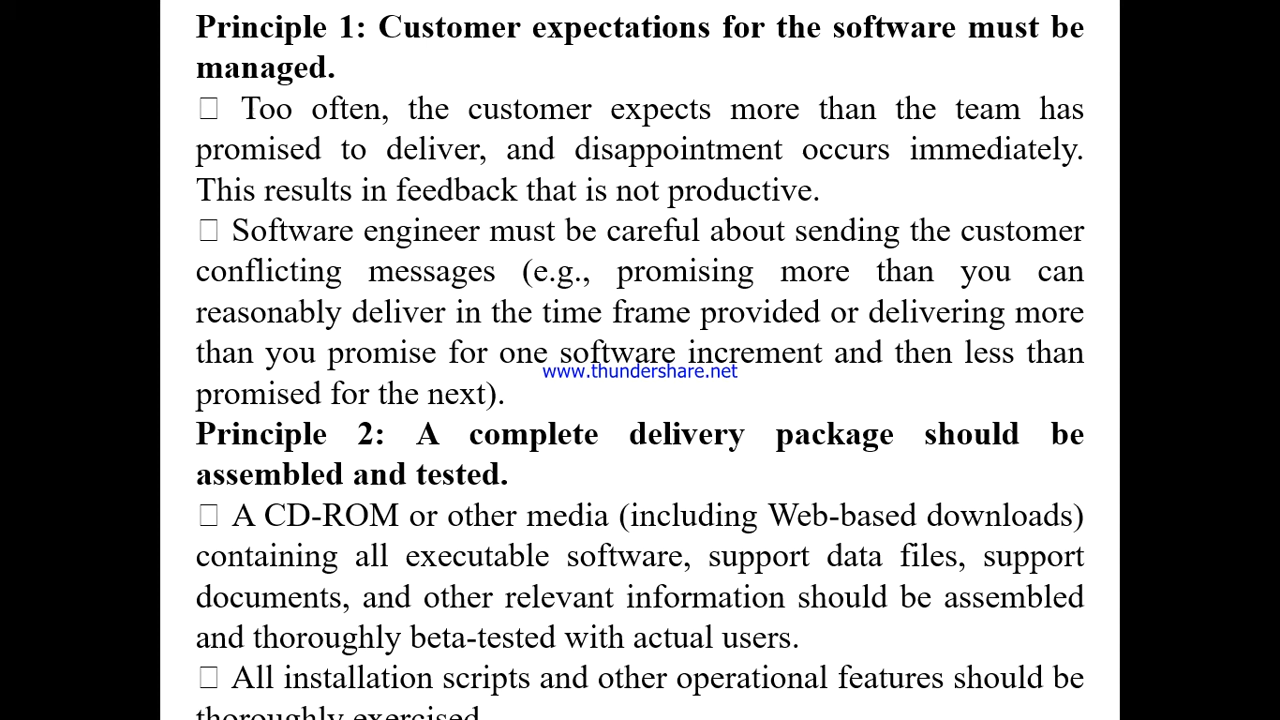 Principle 1: Customer expectations for the software must be
managed.
□ Too often, the customer expects more than the team has
promised to deliver, and disappointment occurs immediately.
This results in feedback that is not productive.
□ Software engineer must be careful about sending the customer
conflicting messages (e.g., promising more than you can
reasonably deliver in the time frame provided or delivering more
than you promise for one software increment and then less than
www.thundershare.net
promised for the next).
Principle 2: A complete delivery package should be
assembled and tested.
□ A CD-ROM or other media (including Web-based downloads)
containing all executable software, support data files, support
documents, and other relevant information should be assembled
and thoroughly beta-tested with actual users.
□ All installation scripts and other operational features should be
thoroughly exercised